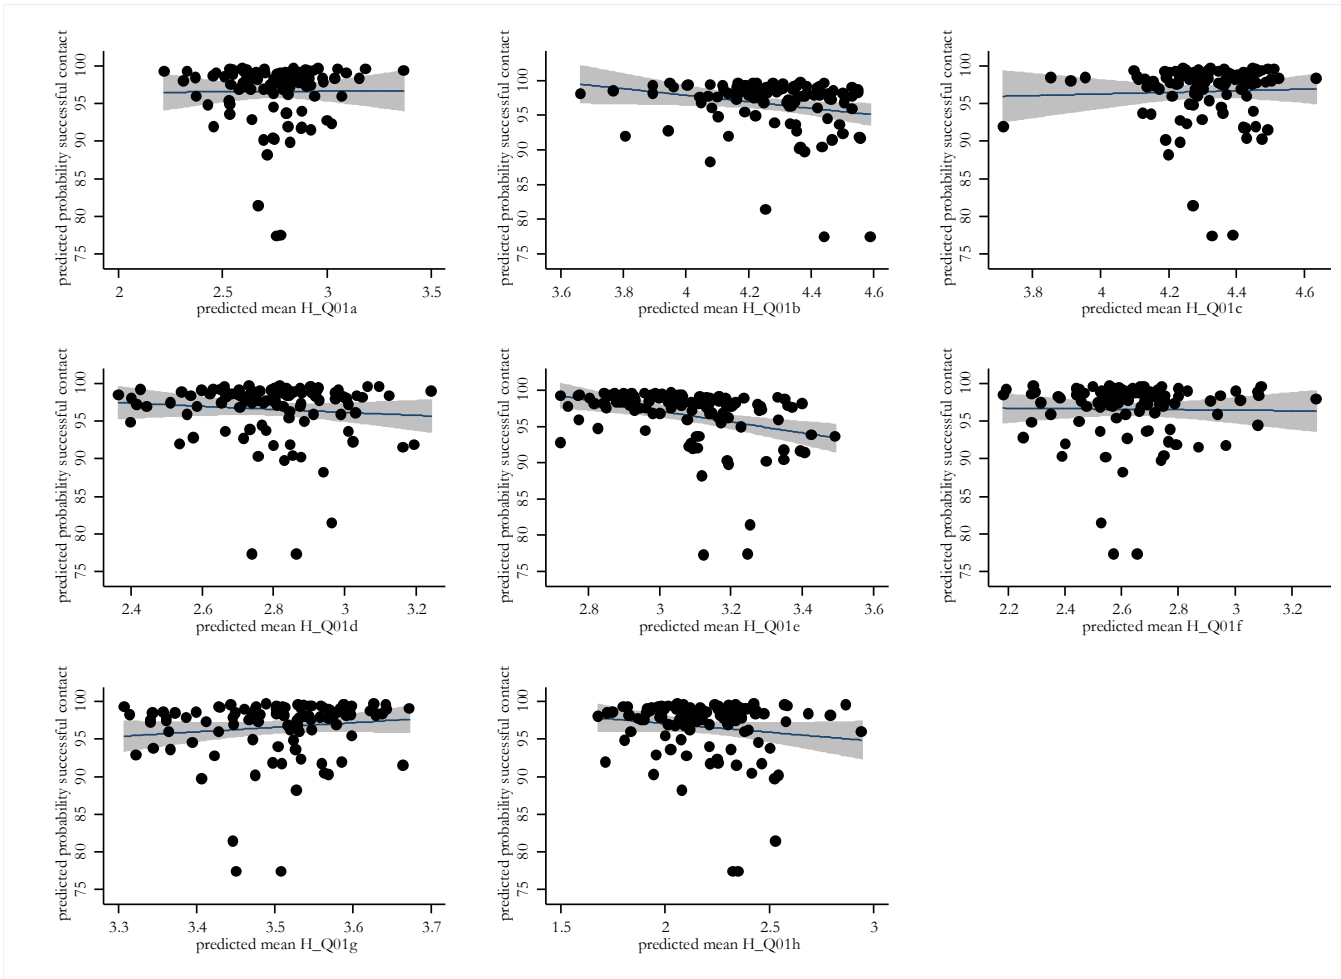 predicted probability successful contact
100
95
90
85
80
75
2 2.5 3 3.5
predicted mean H_Q01a
predicted probability successful contact
100
95
90
85
80
75
3.6 3.8 4 4.2 4.4 4.6
predicted mean H_Q01b
predicted probability successful contact
100
95
90
85
80
75
3.8 4 4.2 4.4 4.6
predicted mean H_Q01c
predicted probability successful contact
100
95
90
85
80
75
2.4 2.6 2.8 3 3.2
predicted mean H_Q01d
predicted probability successful contact
100
95
90
85
80
75
2.8 3 3.2 3.4 3.6
predicted mean H_Q01e
predicted probability successful contact
100
95
90
85
80
75
2.2 2.4 2.6 2.8 3 3.2
predicted mean H_Q01f
predicted probability successful contact
100
95
90
85
80
75
3.3 3.4 3.5 3.6 3.7
predicted mean H_Q01g
predicted probability successful contact
100
95
90
85
80
75
1.5 2 2.5 3
predicted mean H_Q01h